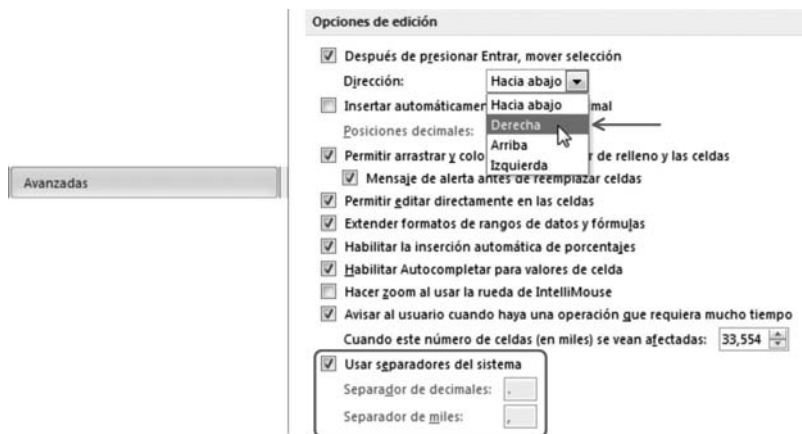 Avanzadas
Opciones de edición
Después de presionar Entrar, mover selección
Dirección: Hacia abajo
Hacia abajo
Derecha
Arriba
Izquierda
Insertar automáticamen mal
Posiciones decimales:
Permitir arrastrar y colo r de relleno y las celdas
Mensaje de alerta antes de reemplazar celdas
Permitir editar directamente en las celdas
Extender formatos de rangos de datos y fórmulas
Habilitar la inserción automática de porcentajes
Habilitar Autocompletar para valores de celda
Hacer zoom al usar la rueda de IntelliMouse
Avisar al usuario cuando haya una operación que requiera mucho tiempo
Cuando este número de celdas (en miles) se vean afectadas: 33,554
Usar separadores del sistema
Separador de decimales: .
Separador de miles: ,